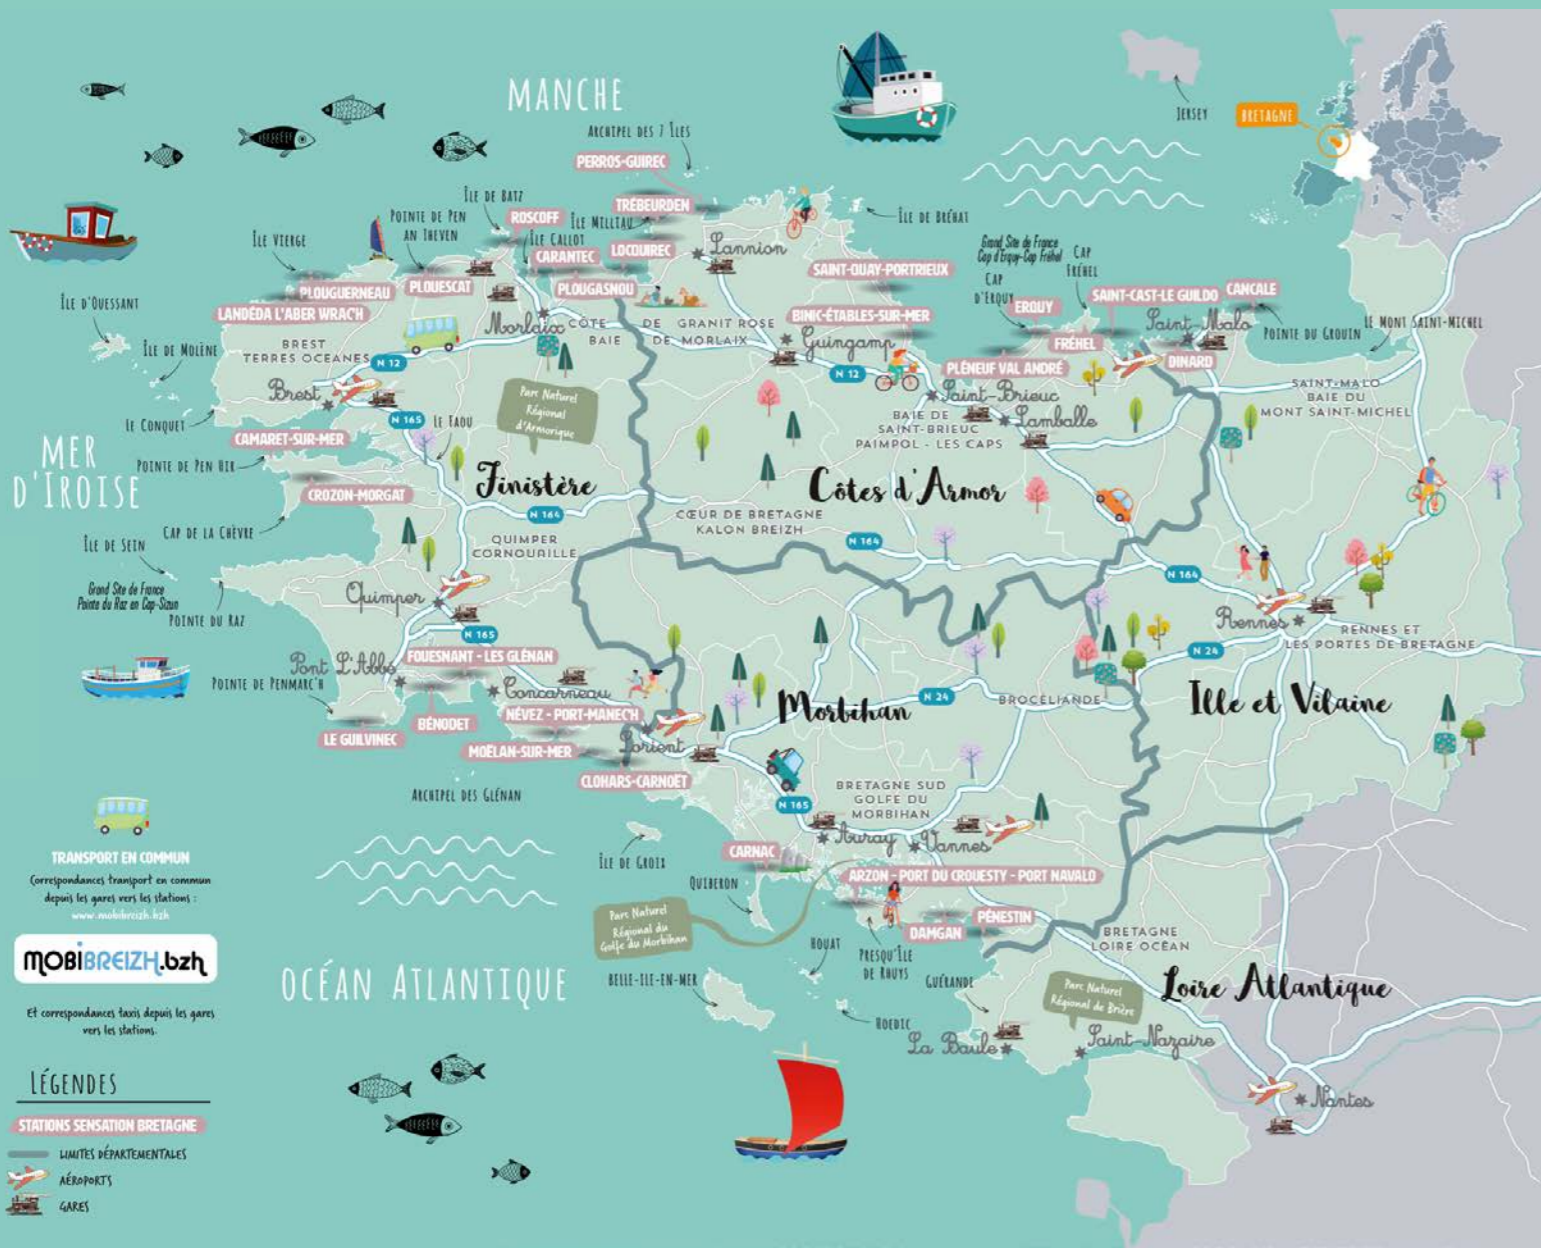 MANCHE
ARCHIPEL DES 7 ÎLES
PERROS-GUIREC
JERSEY
BRETAGNE
ÎLE DE BATZ
TRÉBEURDEN
ROSCOFF
ÎLE MILLIAU
POINTE DE PEN
AN THEVEN
ÎLE DE BRÉHAT
ÎLE VIERGE
ÎLE CALLOT
CARANTEC
LOCQUIREC
Lannion
Grand Site de France
Cap d'Erquy-Cap Fréhel
CAP
FRÉHEL
SAINT-QUAY-PORTRIEUX
PLOUGUERNEAU
PLOUESCAT
PLOUGASNOU
CAP
D'ERQUY
ERQUY
SAINT-CAST-LE GUILDO
CANCALE
ÎLE D'OUESSANT
LANDÉDA L'ABER WRAC'H
BINIC-ÉTABLES-SUR-MER
Morlaix
CÔTE DE GRANIT ROSE
BAIE DE MORLAIX
Saint-Malo
POINTE DU GROUIN
LE MONT SAINT-MICHEL
BREST
TERRES OCÉANES
Guingamp
FRÉHEL
ÎLE DE MOLÈNE
N 12
N 12
PLÉNEUF VAL ANDRÉ
DINARD
Brest
Parc Naturel
Régional
d'Armorique
Saint-Brieuc
SAINT-MALO
BAIE DU
MONT SAINT-MICHEL
LE CONQUET
N 165
LE FAOU
BAIE DE
SAINT-BRIEUC
PAIMPOL - LES CAPS
Lamballe
MER
D'IROISE
CAMARET-SUR-MER
POINTE DE PEN HIR
CROZON-MORGAT
Finistère
Côtes d'Armor
N 164
CŒUR DE BRETAGNE
KALON BREIZH
CAP DE LA CHÈVRE
ÎLE DE SEIN
QUIMPER
CORNOUAILLE
N 164
N 164
Grand Site de France
Pointe du Raz en Cap-Sizun
POINTE DU RAZ
Quimper
Rennes
RENNES ET
LES PORTES DE BRETAGNE
N 165
N 24
FOUESNANT - LES GLÉNAN
Pont L'Abbé
POINTE DE PENMARC'H
Concarneau
N 24
BROCÉLIANDE
Morbihan
Ille et Vilaine
BÉNODET
NÉVEZ - PORT-MANEC'H
LE GUILVINEC
MOËLAN-SUR-MER
Lorient
CLOHARS-CARNOËT
ARCHIPEL DES GLÉNAN
BRETAGNE SUD
GOLFE DU
MORBIHAN
N 165
Auray
Vannes
TRANSPORT EN COMMUN
Correspondances transport en commun
depuis les gares vers les stations :
www.mobibreizh.bzh
MOBIBREIZH.bzh
Et correspondances taxis depuis les gares
vers les stations.
ÎLE DE GROIX
CARNAC
QUIBERON
ARZON - PORT DU CROUESTY - PORT NAVALO
Parc Naturel
Régional du
Golfe du Morbihan
PÉNESTIN
DAMGAN
BRETAGNE
LOIRE OCÉAN
HOUAT
PRESQU'ÎLE
DE RHUYS
OCÉAN ATLANTIQUE
BELLE-ILE-EN-MER
GUÉRANDE
Parc Naturel
Régional de Brière
Loire Atlantique
HOEDIC
La Baule
Saint-Nazaire
Nantes
LÉGENDES
STATIONS SENSATION BRETAGNE
LIMITES DÉPARTEMENTALES
AÉROPORTS
GARES